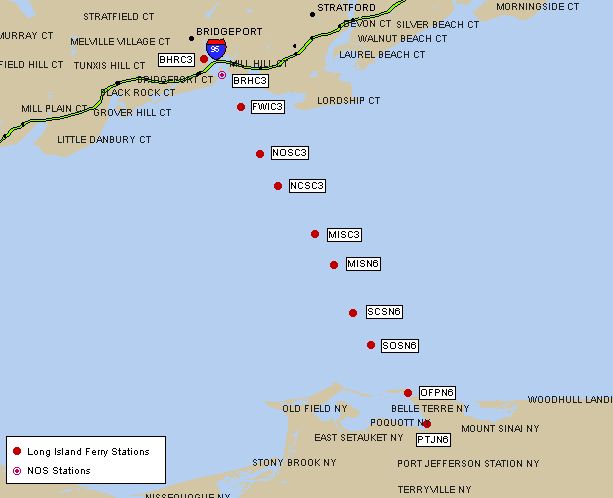 MORNINGSIDE CT
STRATFORD
STRATFIELD CT
DEVON CT
SILVER BEACH CT
BRIDGEPORT
MURRAY CT
MELVILLE VILLAGE CT
WALNUT BEACH CT
95
LAUREL BEACH CT
BHRC3
FIELD HILL CT
TUNXIS HILL CT
MILL HILL CT
BRIDGEPORT CT
BRHC3
BLACK ROCK CT
LORDSHIP CT
FWIC3
MILL PLAIN CT
GROVER HILL CT
LITTLE DANBURY CT
NOSC3
NCSC3
MISC3
MISN6
SCSN6
SOSN6
OFPN6
WOODHULL LANDI
OLD FIELD NY
BELLE TERRE NY
POQUOTT NY
MOUNT SINAI NY
EAST SETAUKET NY
PTJN6
Long Island Ferry Stations
STONY BROOK NY
PORT JEFFERSON STATION NY
NOS Stations
TERRYVILLE NY
NISSEQUOGUE NY